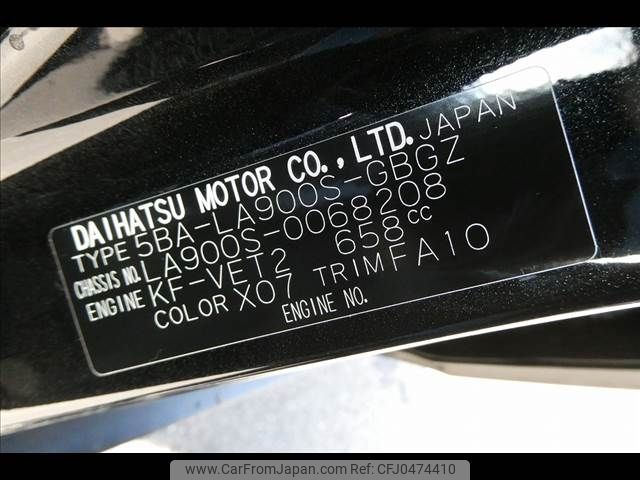 DAIHATSU MOTOR CO., LTD. JAPAN
TYPE 5BA-LA900S-GBGZ
CHASSIS NO. LA900S-0068208
ENGINE KF-VET2 658cc
COLOR X07 TRIM FA10
ENGINE NO.
www.CarFromJapan.com | Ref. No:CFJ0474410